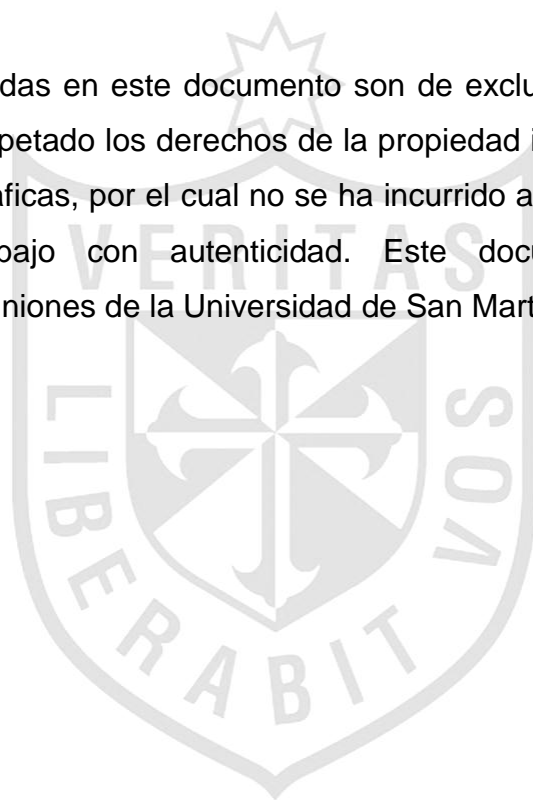 das en este documento son de exclu
petado los derechos de la propiedad
ficas, por el cual no se ha incurrido a
bajo con autenticidad. Este docu
niones de la Universidad de San Mart
VERITAS
LIBERABIT VOS